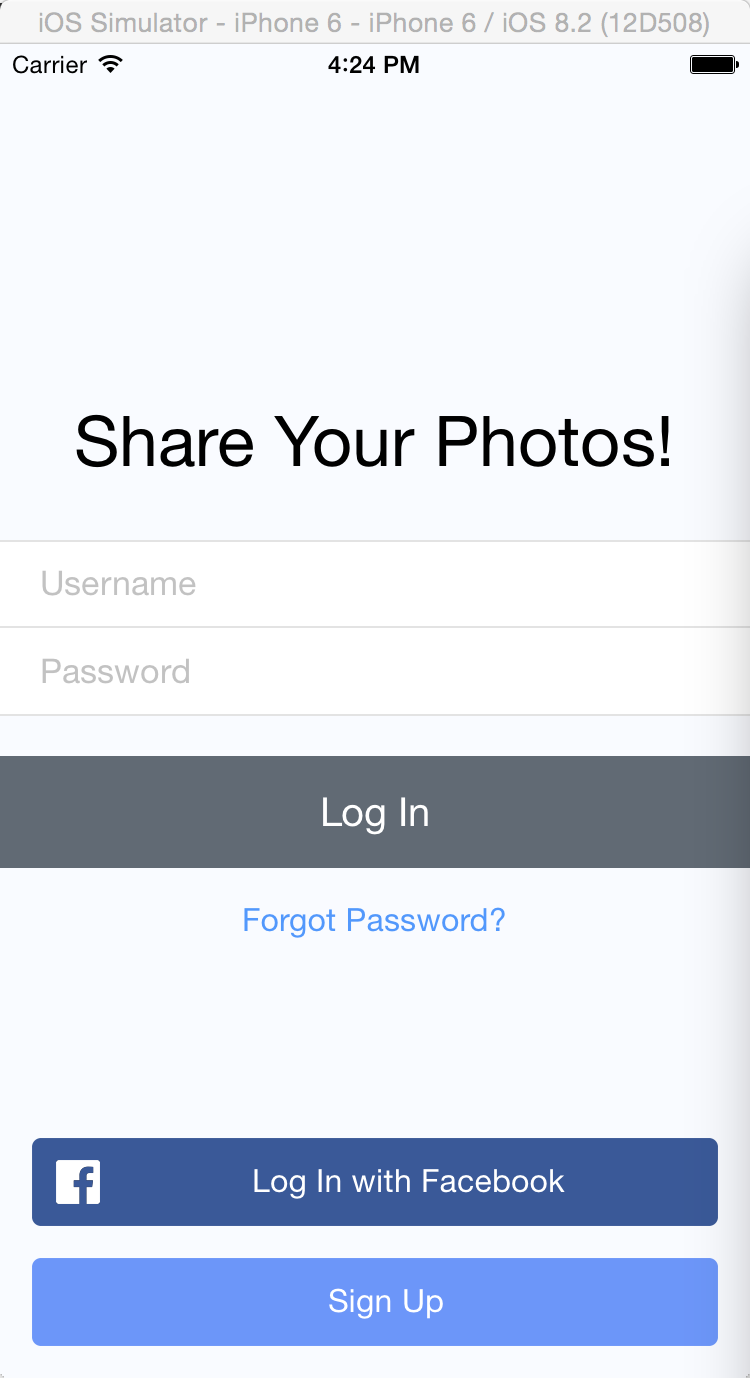 iOS Simulator - iPhone 6 - iPhone 6 / iOS 8.2 (12D508)
Carrier 4:24 PM
Share Your Photos!
Username
Password
Log In
Forgot Password?
Log In with Facebook
Sign Up